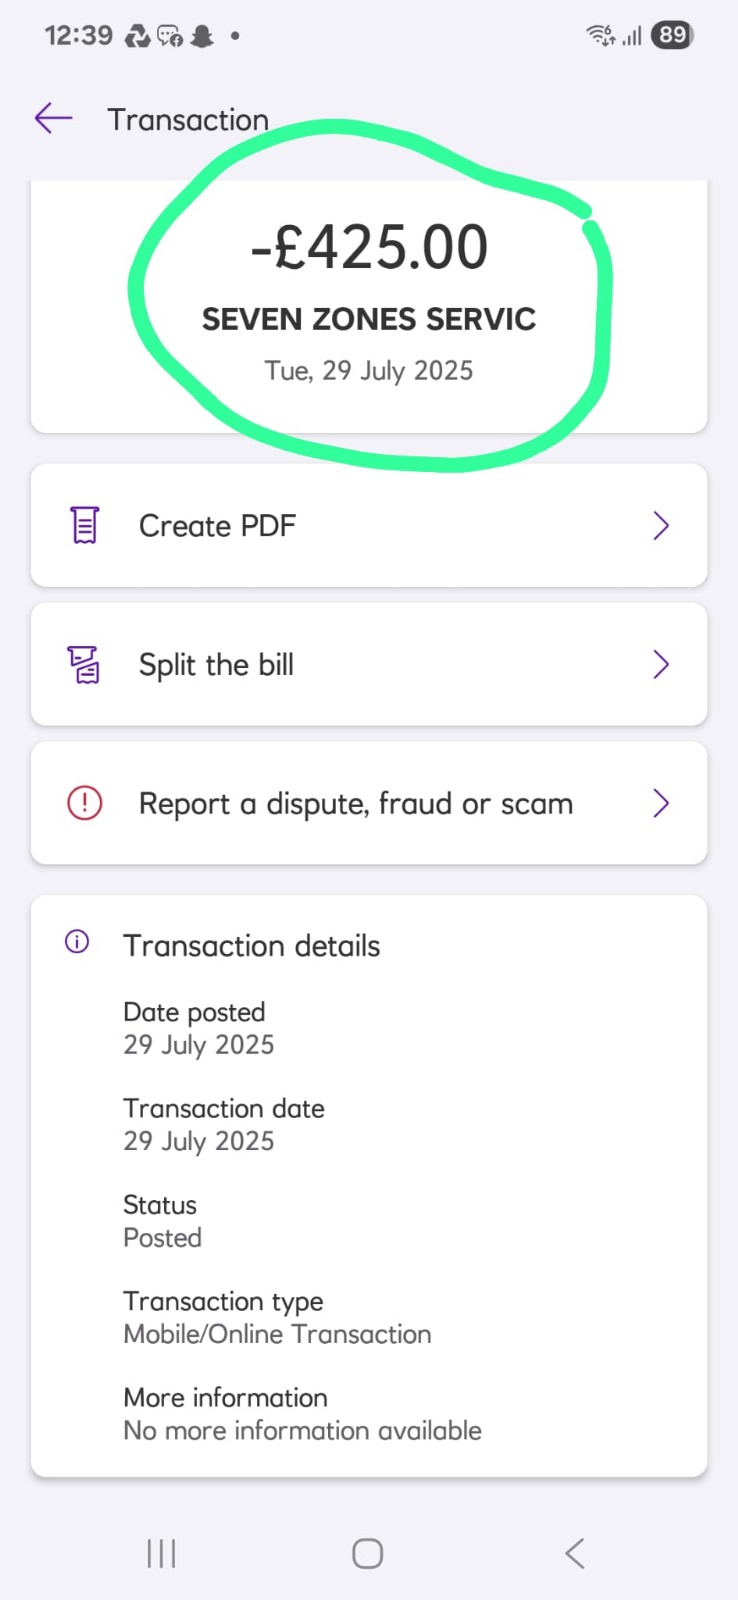 12:39
89
Transaction
-£425.00
SEVEN ZONES SERVIC
Tue, 29 July 2025
Create PDF
Split the bill
Report a dispute, fraud or scam
Transaction details
Date posted
29 July 2025
Transaction date
29 July 2025
Status
Posted
Transaction type
Mobile/Online Transaction
More information
No more information available